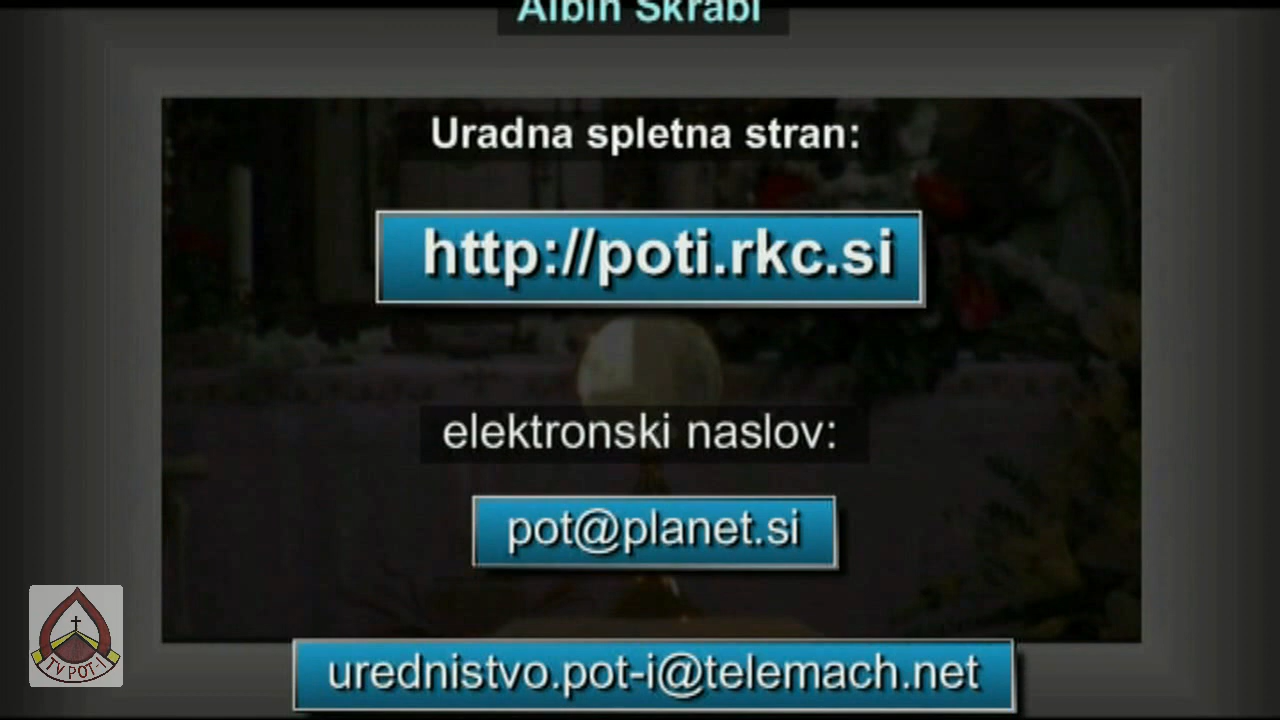 Albin Škrabl
Uradna spletna stran:
http://poti.rkc.si
elektronski naslov:
pot@planet.si
urednistvo.pot-i@telemach.net
TV POT-I